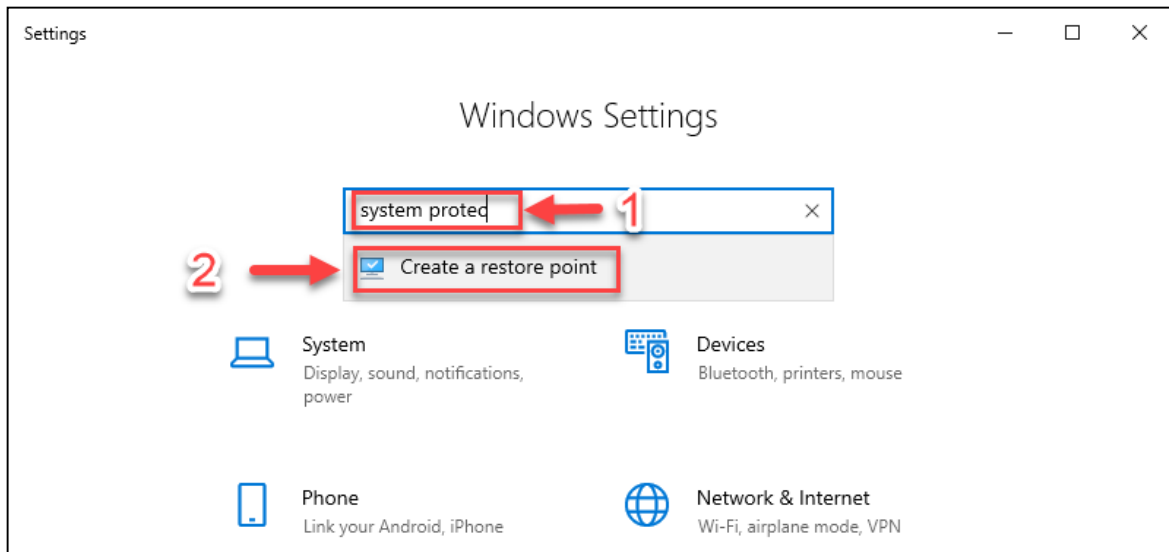 Settings
Windows Settings
system protec
1
2
Create a restore point
System
Display, sound, notifications,
power
Devices
Bluetooth, printers, mouse
Phone
Link your Android, iPhone
Network & Internet
Wi-Fi, airplane mode, VPN